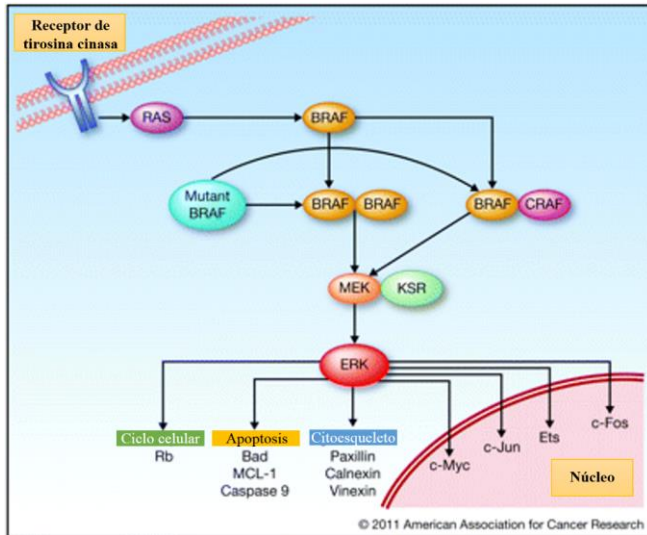 Receptor de
tirosina cinasa
RAS
BRAF
Mutant
BRAF
BRAF
BRAF
BRAF
CRAF
MEK
KSR
ERK
Ciclo celular
Rb
Apoptosis
Bad
MCL-1
Caspase 9
Citoesqueleto
Paxillin
Calnexin
Vinexin
c-Myc
c-Jun
Ets
c-Fos
Núcleo
© 2011 American Association for Cancer Research